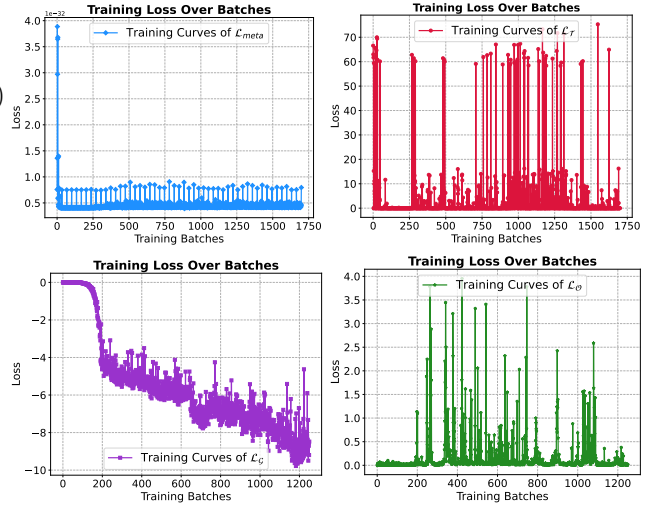 Training Loss Over Batches
1e−32
Training Curves of ℒmeta
4.0
3.5
3.0
2.5
2.0
1.5
1.0
0.5
Loss
0 250 500 750 1000 1250 1500 1750
Training Batches
)
Training Loss Over Batches
Training Curves of ℒ𝒯
70
60
50
40
30
20
10
0
Loss
0 250 500 750 1000 1250 1500 1750
Training Batches
Training Loss Over Batches
0
−2
−4
−6
−8
−10
Loss
Training Curves of ℒ𝒢
0 200 400 600 800 1000 1200
Training Batches
Training Loss Over Batches
Training Curves of ℒ𝒪
4.0
3.5
3.0
2.5
2.0
1.5
1.0
0.5
0.0
Loss
0 200 400 600 800 1000 1200
Training Batches